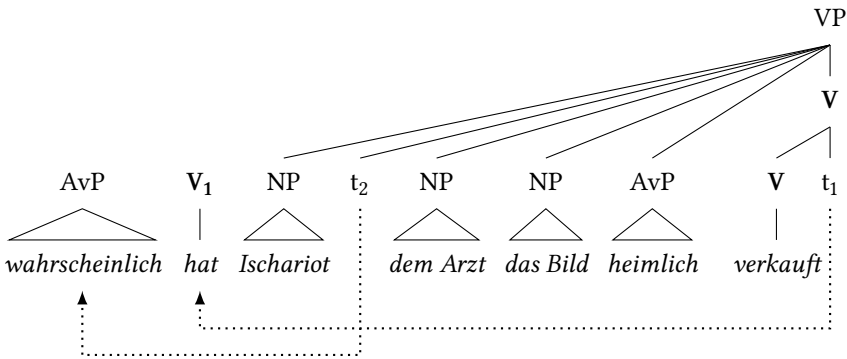 VP
V
AvP V₁ NP t₂ NP NP AvP V t₁
wahrscheinlich hat Ischariot dem Arzt das Bild heimlich verkauft